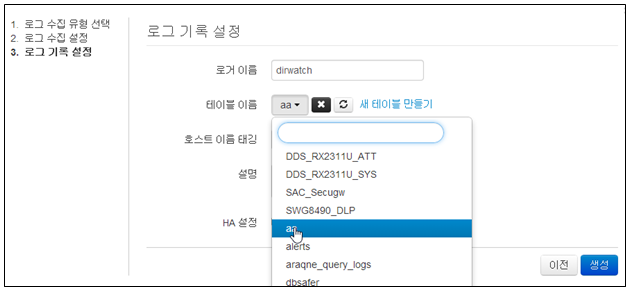 1. 로그 수집 유형 선택
2. 로그 수집 설정
3. 로그 기록 설정
로그 기록 설정
로거 이름 dirwatch
테이블 이름 aa 새 테이블 만들기
호스트 이름 태깅
DDS_RX2311U_ATT
설명 DDS_RX2311U_SYS
SAC_Secugw
SWG8490_DLP
HA 설정 aa
alerts
araqne_query_logs 이전 생성
dbsafer